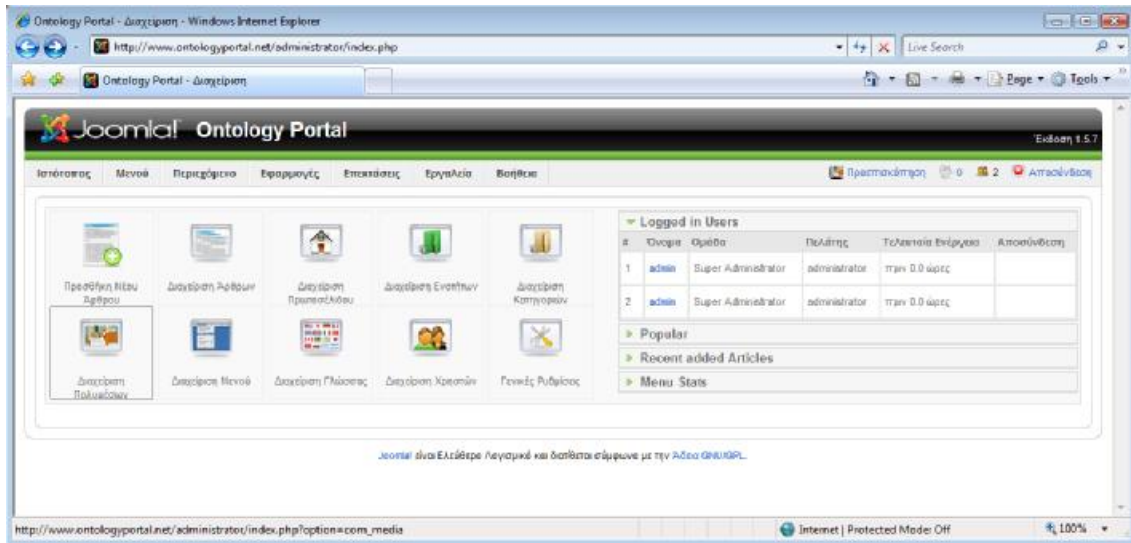 Ontology Portal - Διαχείριση - Windows Internet Explorer
http://www.ontologyportal.net/administrator/index.php
Live Search
Ontology Portal - Διαχείριση
Page
Tools
Joomla! Ontology Portal
Έκδοση 1.5.7
Ιστότοπος Μενού Περιεχόμενο Εφαρμογές Επεκτάσεις Εργαλεία Βοήθεια
Προεπισκόπηση 0 2 Αποσύνδεση
Προσθήκη Νέου Άρθρου
Διαχείριση Άρθρων
Διαχείριση Πρωτοσέλιδου
Διαχείριση Ενοτήτων
Διαχείριση Κατηγοριών
Διαχείριση Πολυμέσων
Διαχείριση Μενού
Διαχείριση Γλώσσας
Διαχείριση Χρηστών
Γενικές Ρυθμίσεις
Logged in Users
# Όνομα Ομάδα Πελάτης Τελευταία Ενέργεια Αποσύνδεση
1 admin Super Administrator administrator πριν 0.0 ώρες
2 admin Super Administrator administrator πριν 0.0 ώρες
Popular
Recent added Articles
Menu Stats
Joomla! είναι Ελεύθερο Λογισμικό και διατίθεται σύμφωνα με την Άδεια GNU/GPL.
http://www.ontologyportal.net/administrator/index.php?option=com_media
Internet | Protected Mode: Off
100%